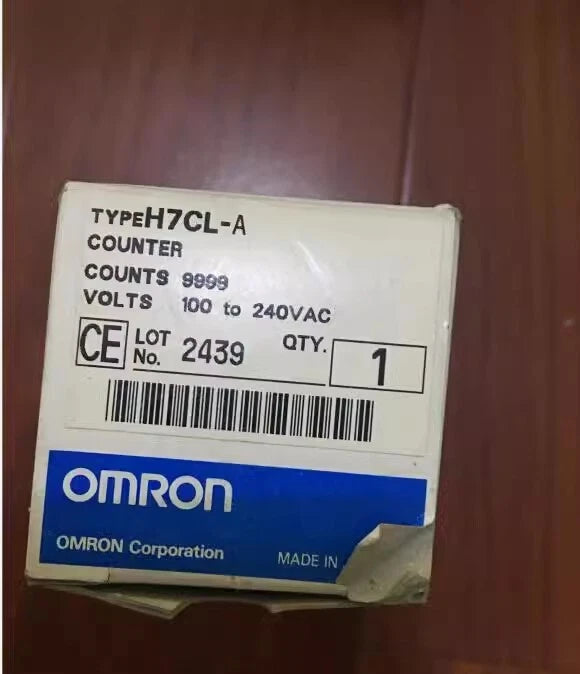 TYPE H7CL-A
COUNTER
COUNTS 9999
VOLTS 100 to 240VAC
CE LOT No. 2439 QTY. 1
OMRON
OMRON Corporation MADE IN